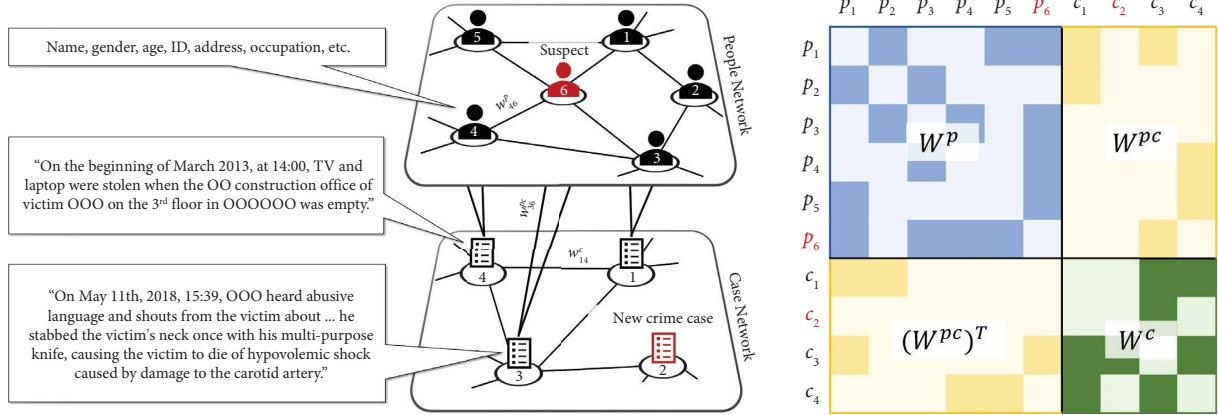 Name, gender, age, ID, address, occupation, etc.
“On the beginning of March 2013, at 14:00, TV and
laptop were stolen when the OO construction office of
victim OOO on the 3rd floor in OOOOOO was empty.”
“On May 11th, 2018, 15:39, OOO heard abusive
language and shouts from the victim about ... he
stabbed the victim's neck once with his multi-purpose
knife, causing the victim to die of hypovolemic shock
caused by damage to the carotid artery.”
5
1
Suspect
6
2
w^p_46
4
3
People Network
w^pc_36
w^c_14
4
1
New crime case
3
2
Case Network
p1 p2 p3 p4 p5 p6 c1 c2 c3 c4
p1
p2
p3
p4
p5
p6
c1
c2
c3
c4
W^p
W^pc
(W^pc)^T
W^c